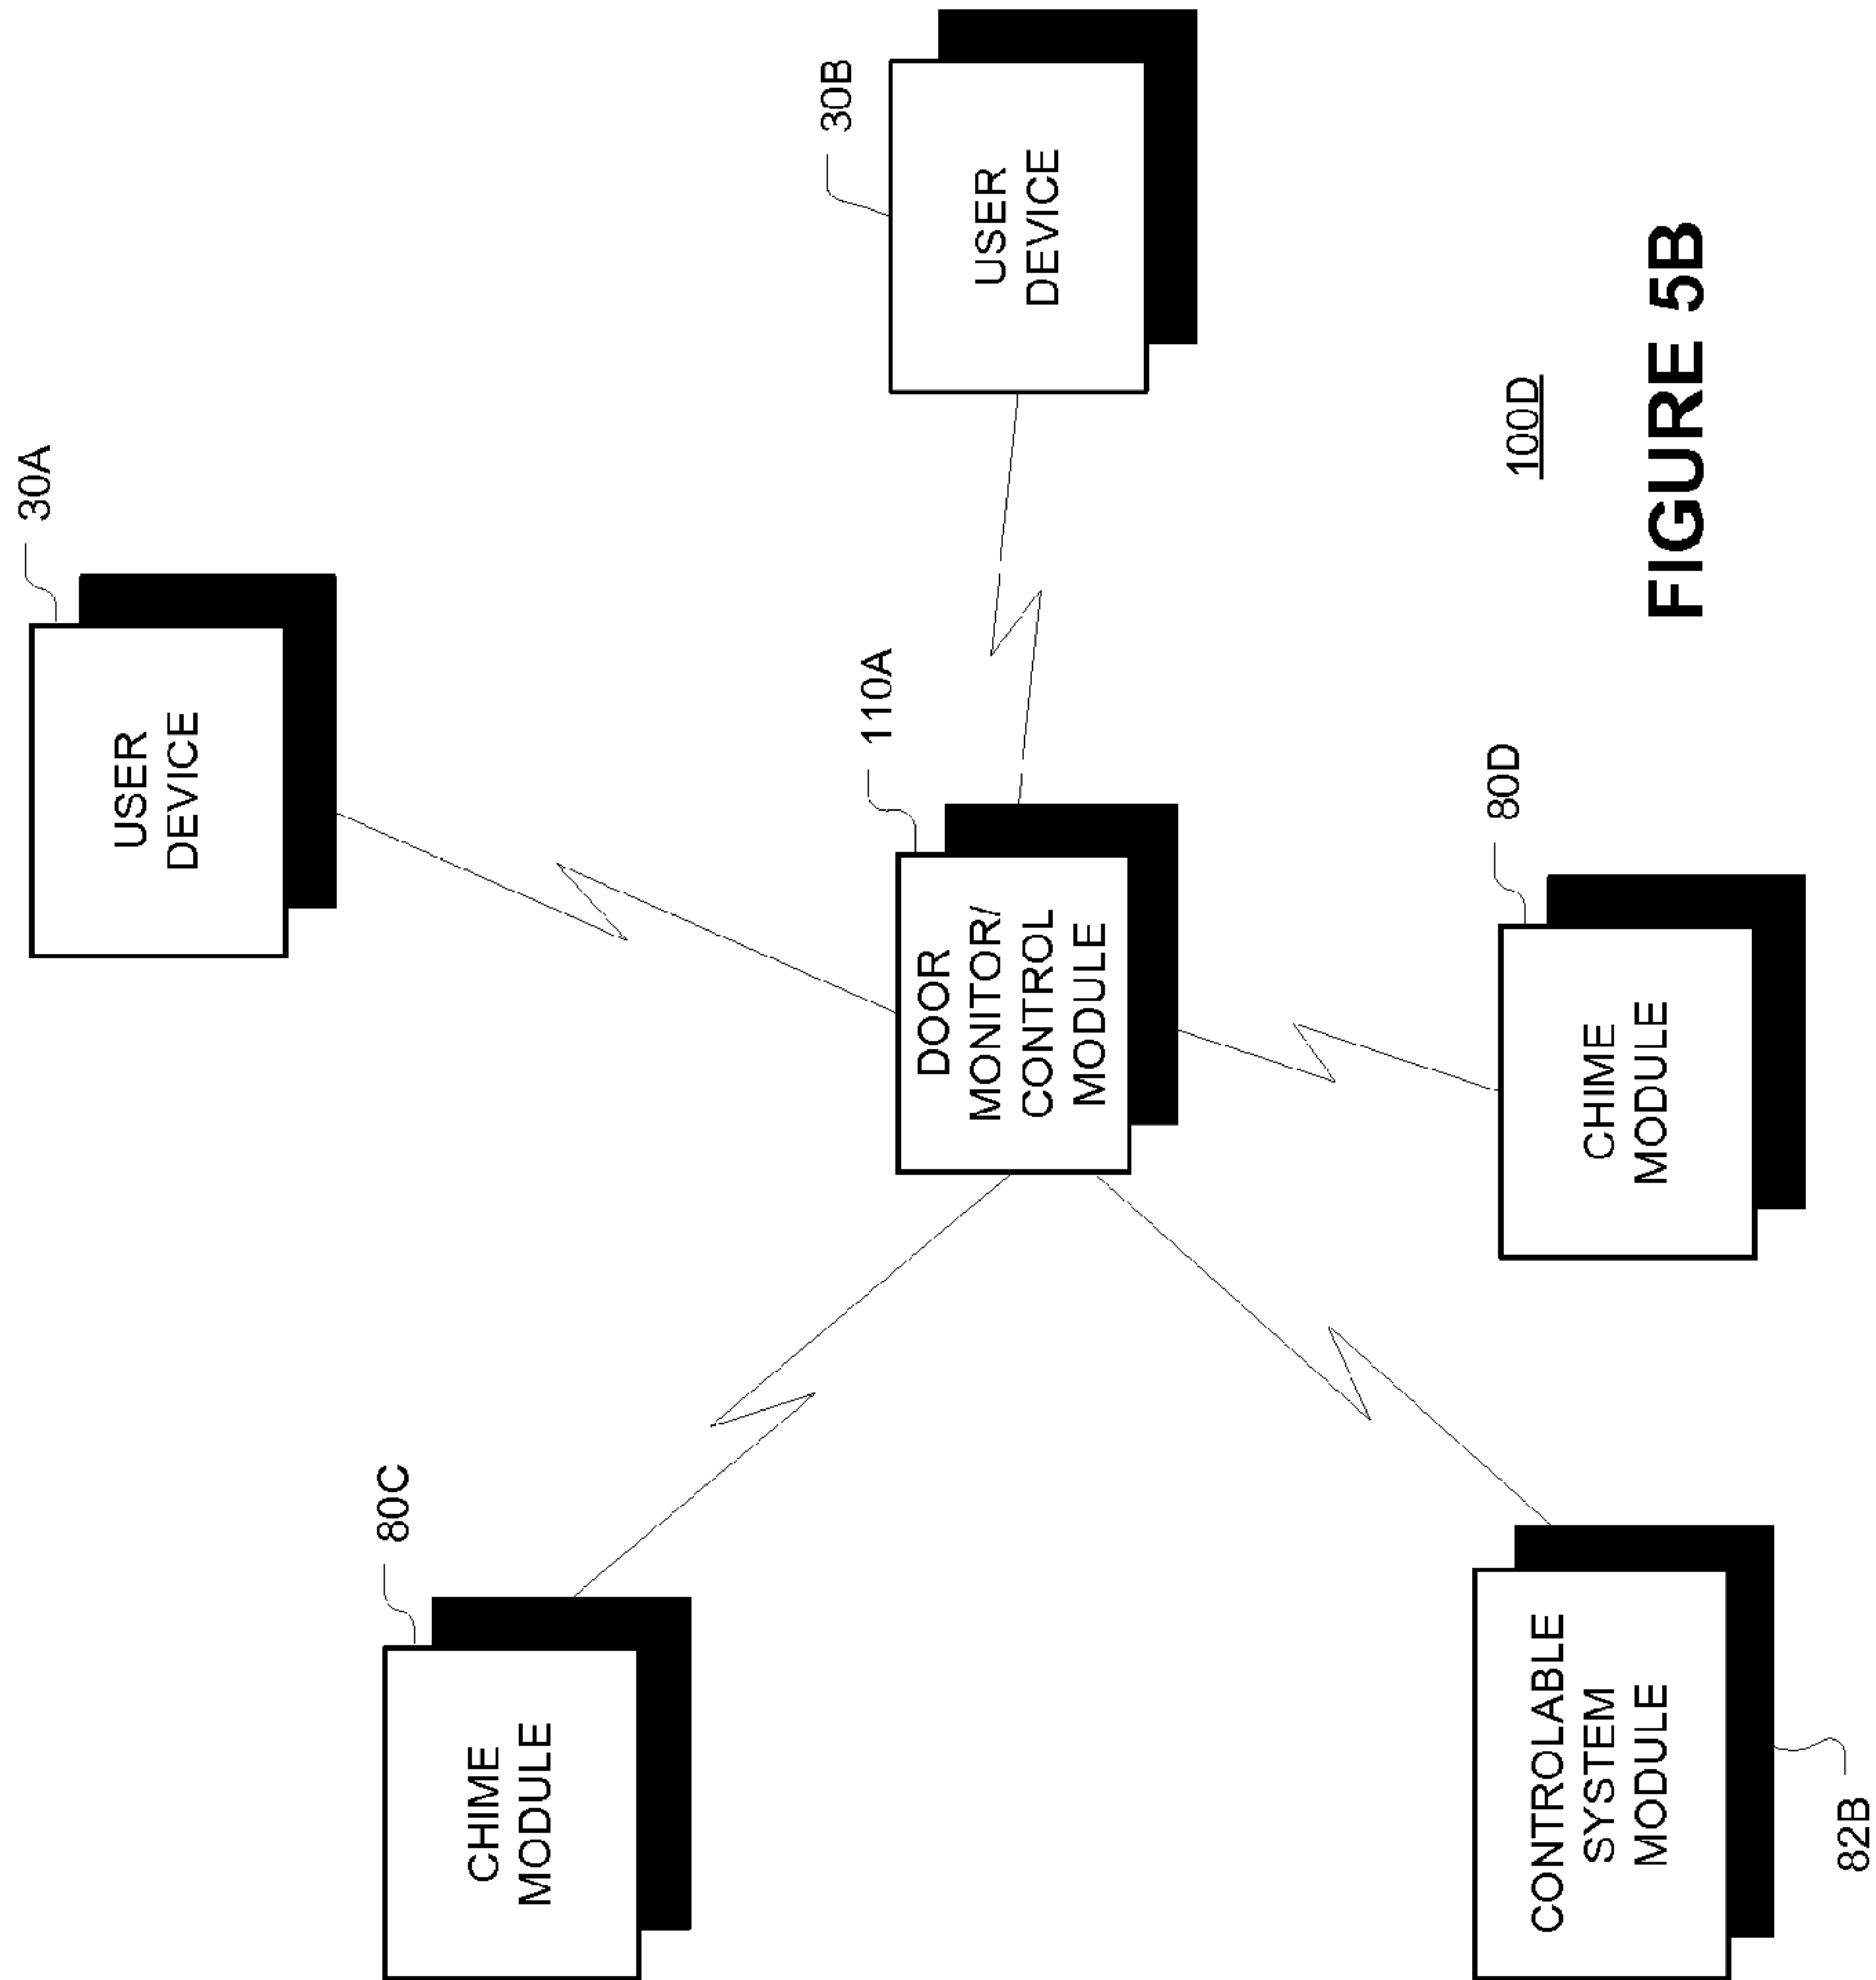 80C
CHIME
MODULE
30A
USER
DEVICE
110A
DOOR
MONITOR/
CONTROL
MODULE
30B
USER
DEVICE
CONTROLABLE
SYSTEM
MODULE
82B
80D
CHIME
MODULE
100D
FIGURE 5B